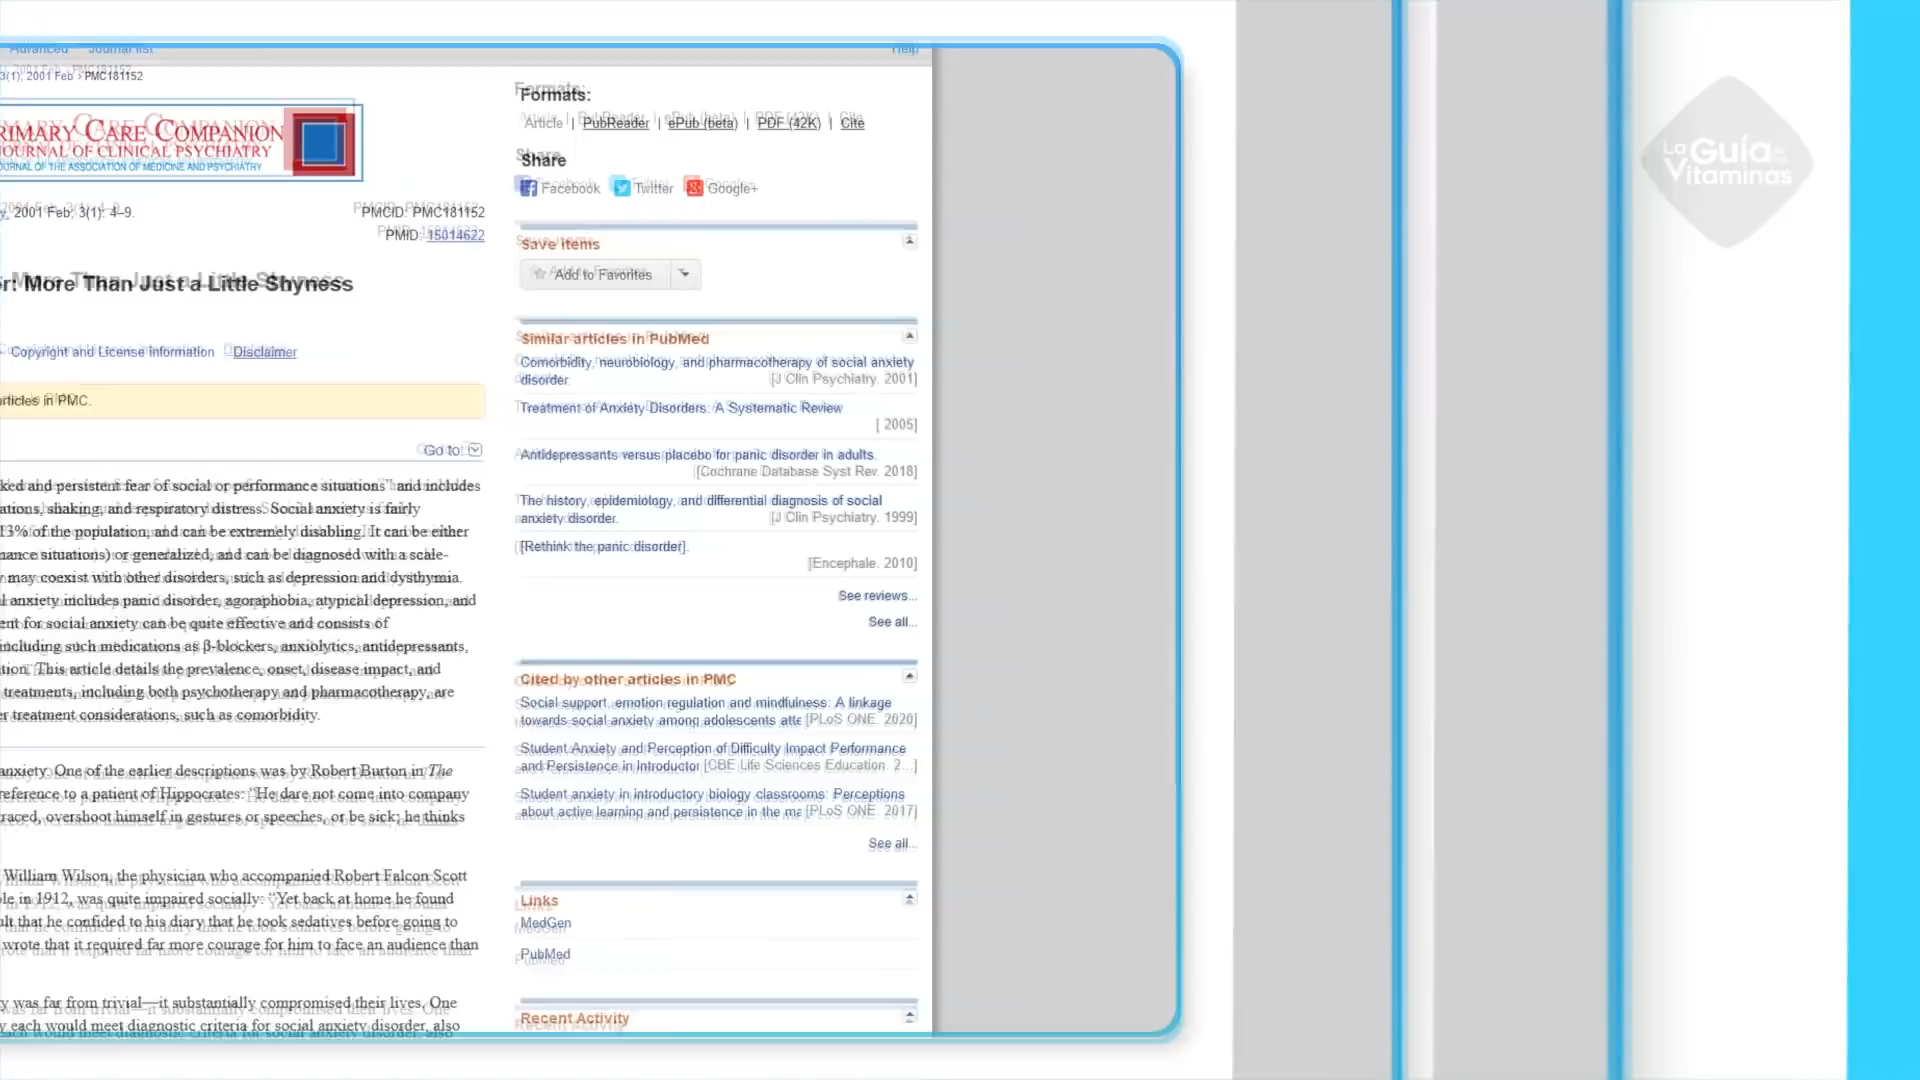 Advanced Journal list
Help
3(1); 2001 Feb › PMC181152
PRIMARY CARE COMPANION
JOURNAL OF CLINICAL PSYCHIATRY
JOURNAL OF THE ASSOCIATION OF MEDICINE AND PSYCHIATRY
y. 2001 Feb; 3(1): 4–9.
PMCID: PMC181152
PMID: 15014622
r: More Than Just a Little Shyness
Copyright and License information Disclaimer
articles in PMC.
Go to:
ked and persistent fear of social or performance situations" and includes
ations, shaking, and respiratory distress. Social anxiety is fairly
13% of the population, and can be extremely disabling. It can be either
mance situations) or generalized, and can be diagnosed with a scale-
may coexist with other disorders, such as depression and dysthymia.
l anxiety includes panic disorder, agoraphobia, atypical depression, and
ent for social anxiety can be quite effective and consists of
including such medications as β-blockers, anxiolytics, antidepressants,
tion. This article details the prevalence, onset, disease impact, and
treatments, including both psychotherapy and pharmacotherapy, are
er treatment considerations, such as comorbidity.
anxiety. One of the earlier descriptions was by Robert Burton in The
reference to a patient of Hippocrates: "He dare not come into company
raced, overshoot himself in gestures or speeches, or be sick; he thinks
William Wilson, the physician who accompanied Robert Falcon Scott
le in 1912, was quite impaired socially: "Yet back at home he found
ult that he confided to his diary that he took sedatives before going to
wrote that it required far more courage for him to face an audience than
y was far from trivial—it substantially compromised their lives. One
y each would meet diagnostic criteria for social anxiety disorder, also
Formats:
Article | PubReader | ePub (beta) | PDF (42K) | Cite
Share
Facebook Twitter Google+
Save items
Add to Favorites
Similar articles in PubMed
Comorbidity, neurobiology, and pharmacotherapy of social anxiety
disorder. [J Clin Psychiatry. 2001]
Treatment of Anxiety Disorders: A Systematic Review
[ 2005]
Antidepressants versus placebo for panic disorder in adults.
[Cochrane Database Syst Rev. 2018]
The history, epidemiology, and differential diagnosis of social
anxiety disorder. [J Clin Psychiatry. 1999]
[Rethink the panic disorder].
[Encephale. 2010]
See reviews...
See all...
Cited by other articles in PMC
Social support, emotion regulation and mindfulness: A linkage
towards social anxiety among adolescents atte [PLoS ONE. 2020]
Student Anxiety and Perception of Difficulty Impact Performance
and Persistence in Introductor [CBE Life Sciences Education. 2...]
Student anxiety in introductory biology classrooms: Perceptions
about active learning and persistence in the ma [PLoS ONE. 2017]
See all...
Links
MedGen
PubMed
Recent Activity
La Guía de las
Vitaminas